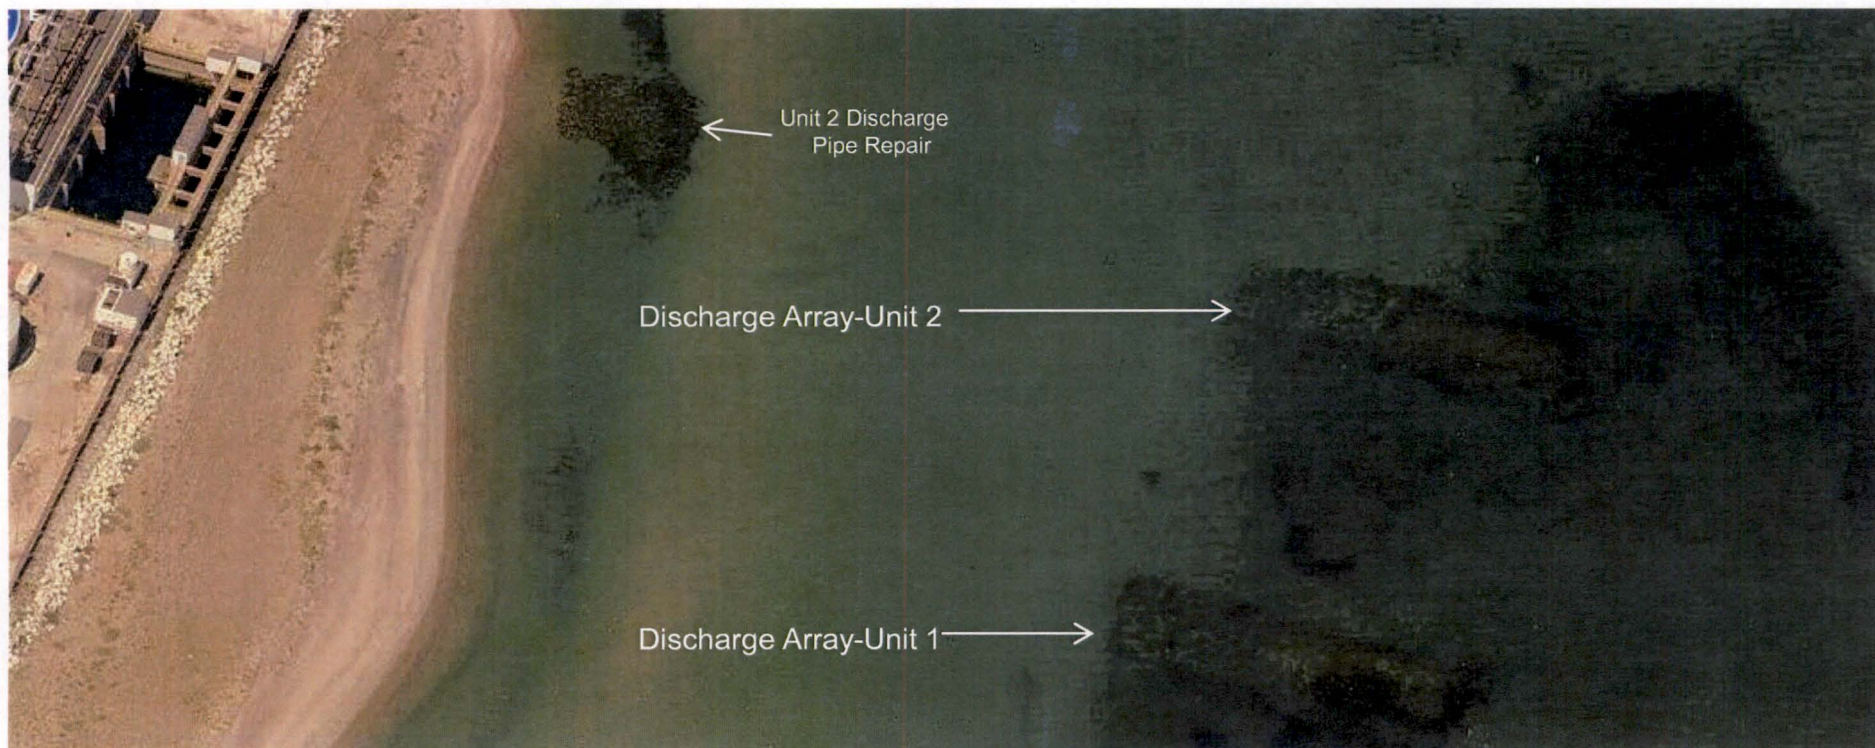 Unit 2 Discharge
Pipe Repair
Discharge Array-Unit 2
Discharge Array-Unit 1